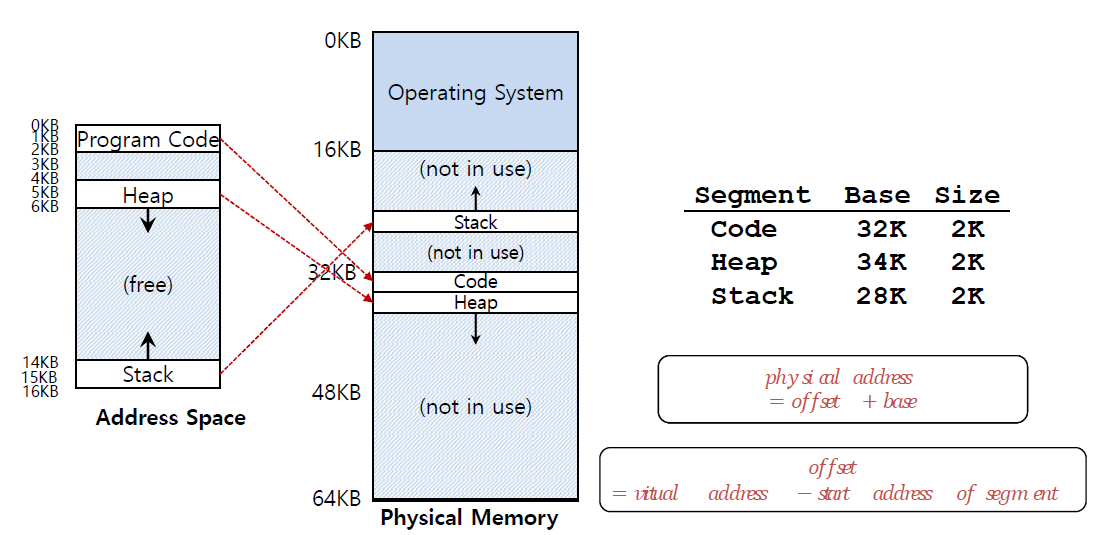 0KB
1KB
2KB
3KB
4KB
5KB
6KB
14KB
15KB
16KB
Program Code
Heap
(free)
Stack
Address Space
0KB
16KB
32KB
48KB
64KB
Operating System
(not in use)
Stack
(not in use)
Code
Heap
(not in use)
Physical Memory
Segment Base Size
Code 32K 2K
Heap 34K 2K
Stack 28K 2K
physical address
= offset + base
offset
= vitual address − start address of segment